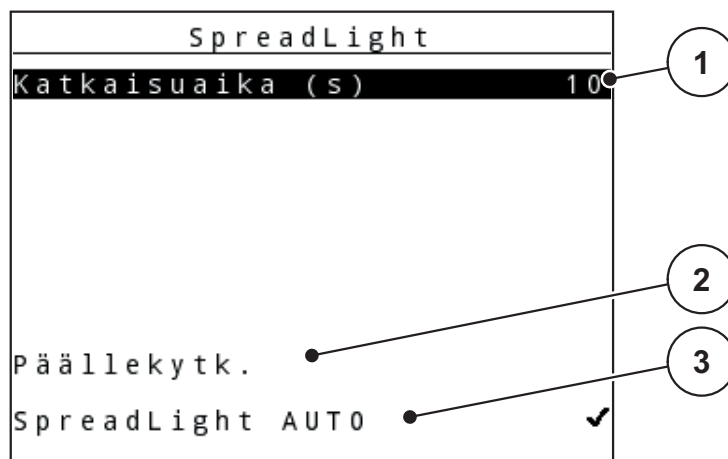 SpreadLight
Katkaisuaika (s) 10
1
2
Päällekytk.
3
SpreadLight AUTO ✔